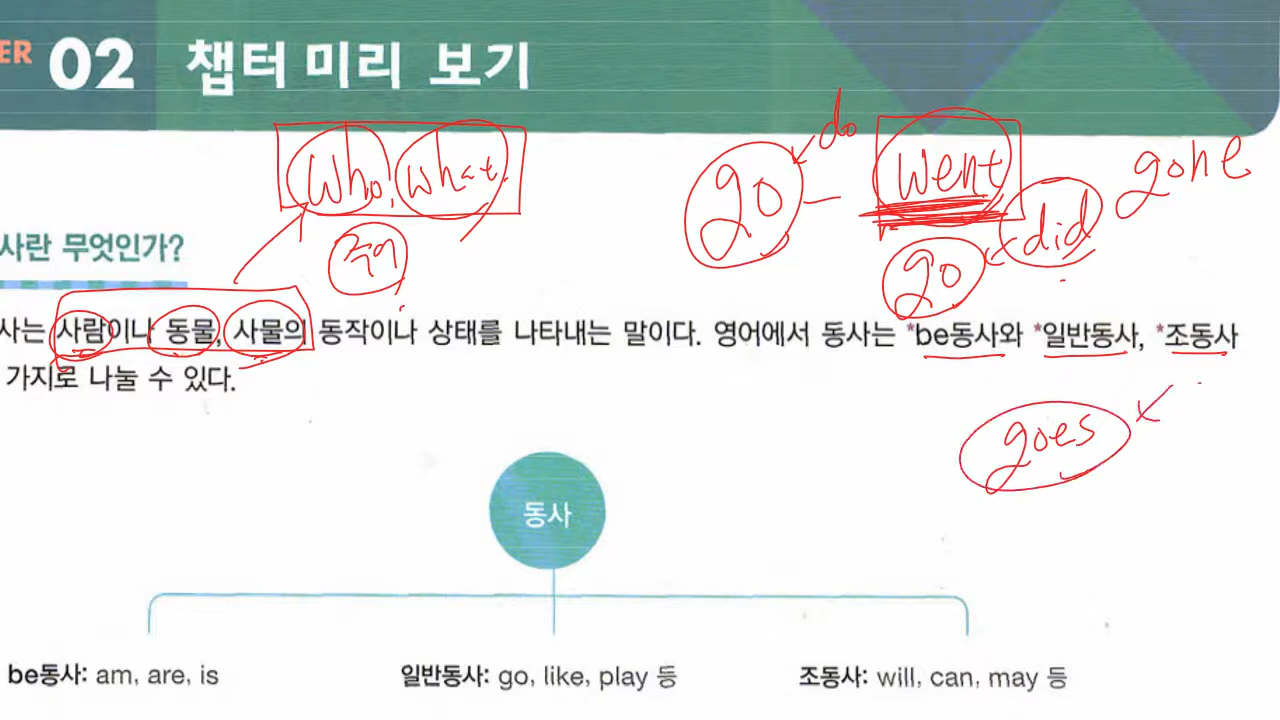 ER 02 챕터 미리 보기
who, what
go - went gone
do
did
go
주어
사란 무엇인가?
사는 사람이나 동물, 사물의 동작이나 상태를 나타내는 말이다. 영어에서 동사는 *be동사와 *일반동사, *조동사
가지로 나눌 수 있다.
goes
동사
be동사: am, are, is
일반동사: go, like, play 등
조동사: will, can, may 등